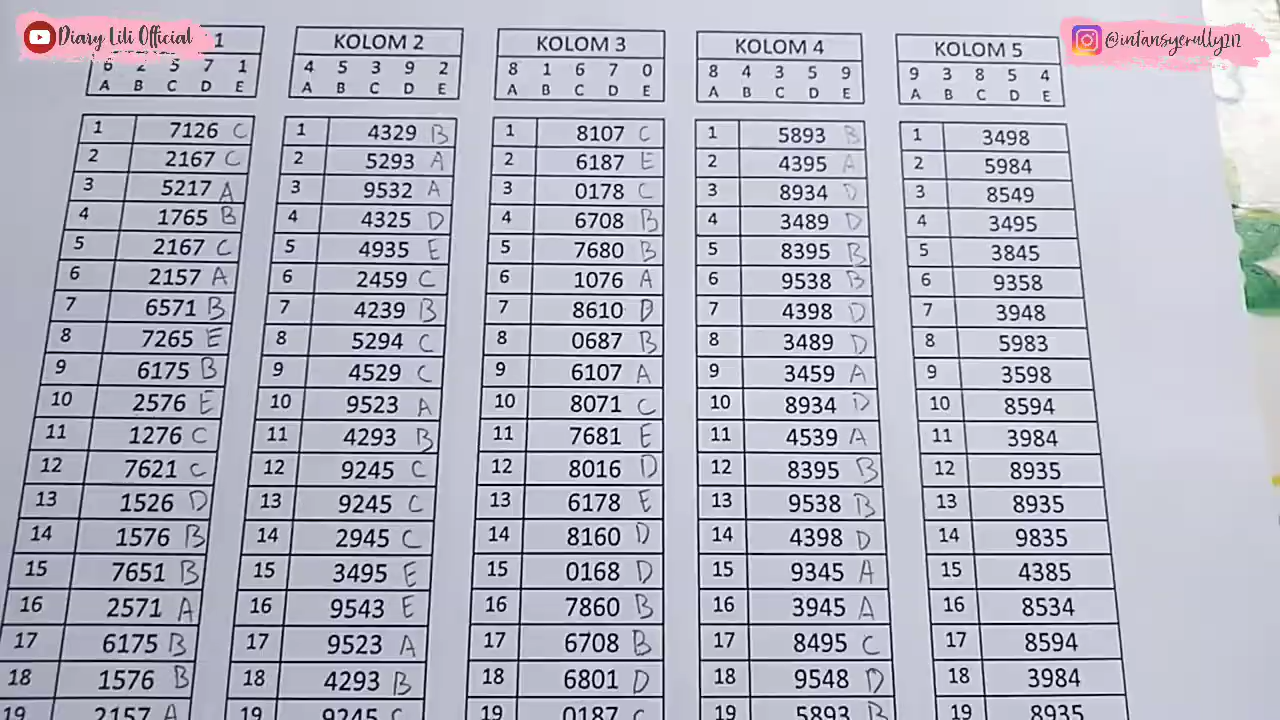 Diary Lili Official
@intansyerully212
1
6 2 5 7 1
A B C D E
1 7126 C
2 2167 C
3 5217 A
4 1765 B
5 2167 C
6 2157 A
7 6571 B
8 7265 E
9 6175 B
10 2576 E
11 1276 C
12 7621 C
13 1526 D
14 1576 B
15 7651 B
16 2571 A
17 6175 B
18 1576 B
19 2157 A
KOLOM 2
4 5 3 9 2
A B C D E
1 4329 B
2 5293 A
3 9532 A
4 4325 D
5 4935 E
6 2459 C
7 4239 B
8 5294 C
9 4529 C
10 9523 A
11 4293 B
12 9245 C
13 9245 C
14 2945 C
15 3495 E
16 9543 E
17 9523 A
18 4293 B
19 9245 C
KOLOM 3
8 1 6 7 0
A B C D E
1 8107 C
2 6187 E
3 0178 C
4 6708 B
5 7680 B
6 1076 A
7 8610 D
8 0687 B
9 6107 A
10 8071 C
11 7681 E
12 8016 D
13 6178 E
14 8160 D
15 0168 D
16 7860 B
17 6708 B
18 6801 D
19 0187 C
KOLOM 4
8 4 3 5 9
A B C D E
1 5893 B
2 4395 A
3 8934 D
4 3489 D
5 8395 B
6 9538 B
7 4398 D
8 3489 D
9 3459 A
10 8934 D
11 4539 A
12 8395 B
13 9538 B
14 4398 D
15 9345 A
16 3945 A
17 8495 C
18 9548 D
19 5893 B
KOLOM 5
9 3 8 5 4
A B C D E
1 3498
2 5984
3 8549
4 3495
5 3845
6 9358
7 3948
8 5983
9 3598
10 8594
11 3984
12 8935
13 8935
14 9835
15 4385
16 8534
17 8594
18 3984
19 8935